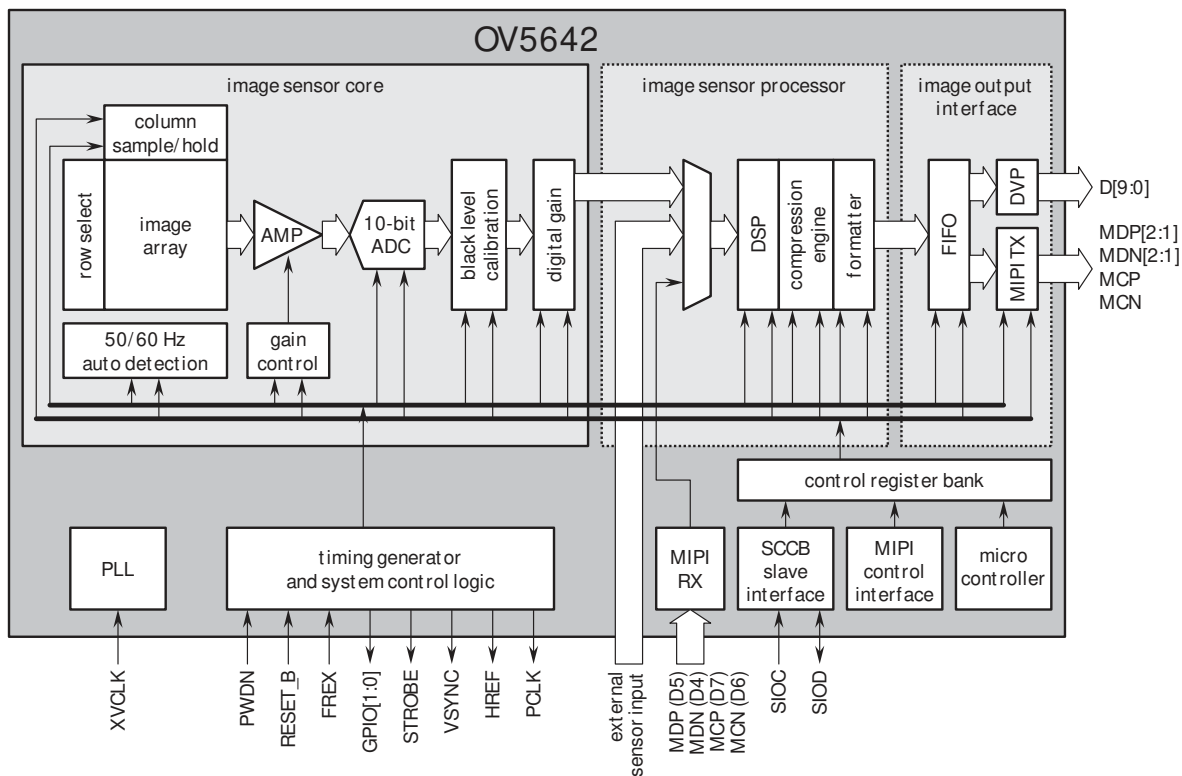 OV5642
image sensor core
image sensor processor
image output
interface
column
sample/hold
row select
image
array
AMP
10-bit
ADC
black level
calibration
digital gain
DSP
compression
engine
formatter
FIFO
DVP
MIPI TX
D[9:0]
MDP[2:1]
MDN[2:1]
MCP
MCN
50/60 Hz
auto detection
gain
control
control register bank
PLL
timing generator
and system control logic
MIPI
RX
SCCB
slave
interface
MIPI
control
interface
micro
controller
XVCLK
PWDN
RESET_B
FREX
GPIO[1:0]
STROBE
VSYNC
HREF
PCLK
external
sensor input
MDP (D5)
MDN (D4)
MCP (D7)
MCN (D6)
SIOC
SIOD